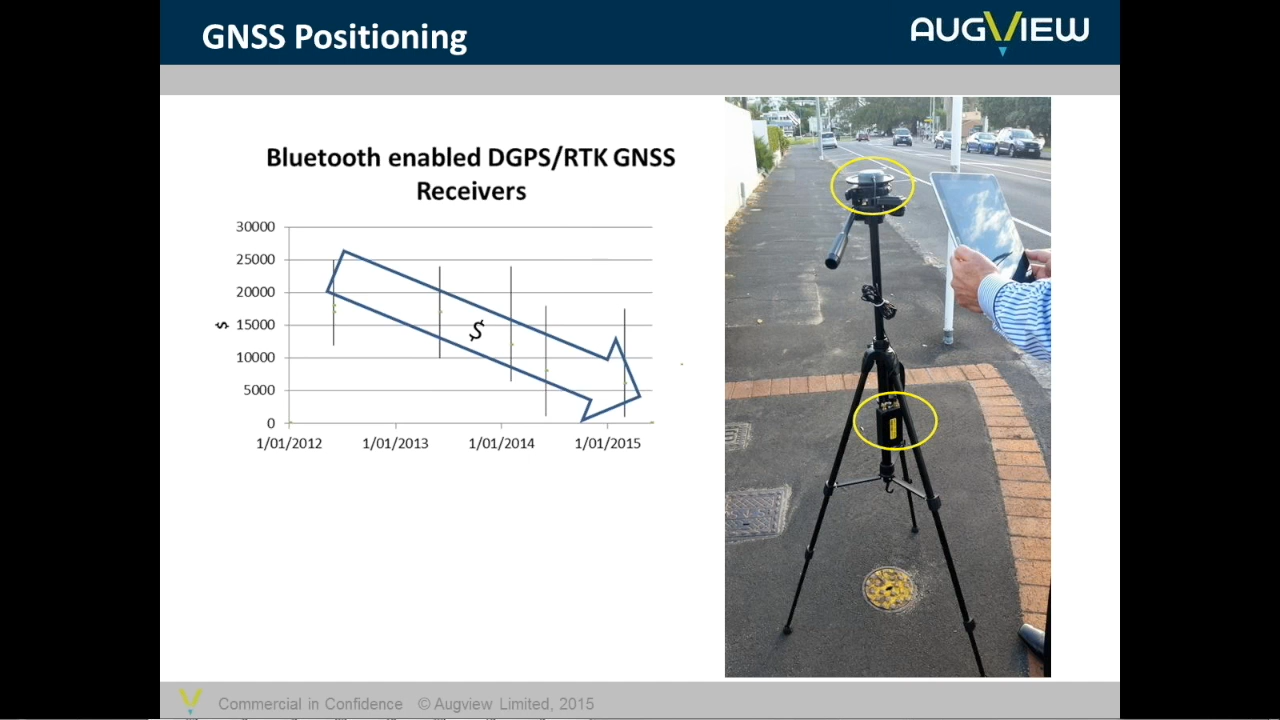 GNSS Positioning
AUGVIEW
Bluetooth enabled DGPS/RTK GNSS
Receivers
30000
25000
20000
15000
10000
5000
0
$
$
1/01/2012 1/01/2013 1/01/2014 1/01/2015
Commercial in Confidence © Augview Limited, 2015